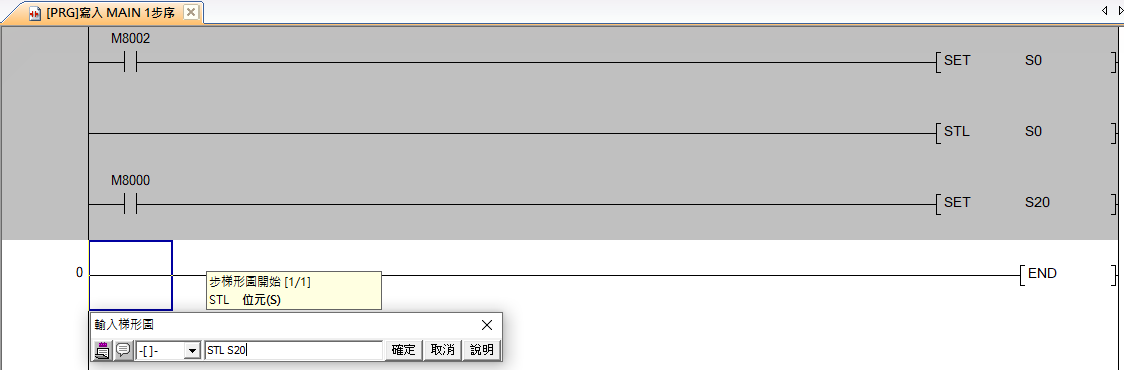 [PRG]寫入 MAIN 1步序
M8002
SET S0
STL S0
M8000
SET S20
0
END
步梯形圖開始 [1/1]
STL 位元(S)
輸入梯形圖
-[ ]- STL S20 確定 取消 說明